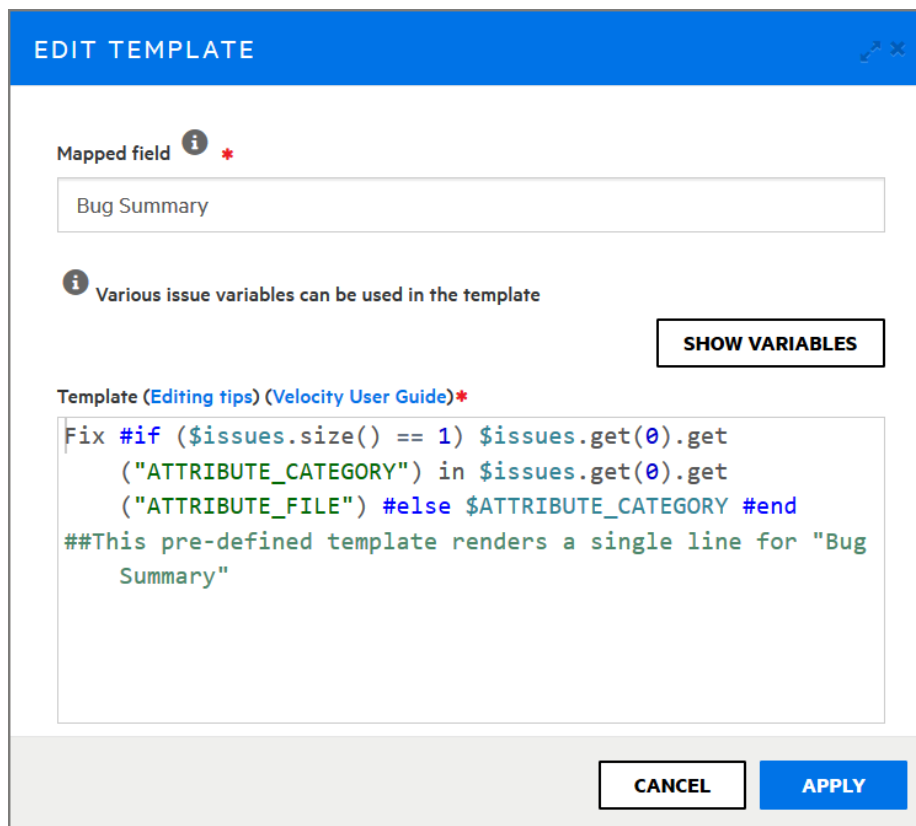 EDIT TEMPLATE
Mapped field *
Bug Summary
Various issue variables can be used in the template
SHOW VARIABLES
Template (Editing tips) (Velocity User Guide)*
Fix #if ($issues.size() == 1) $issues.get(0).get
("ATTRIBUTE_CATEGORY") in $issues.get(0).get
("ATTRIBUTE_FILE") #else $ATTRIBUTE_CATEGORY #end
##This pre-defined template renders a single line for "Bug
Summary"
CANCEL
APPLY